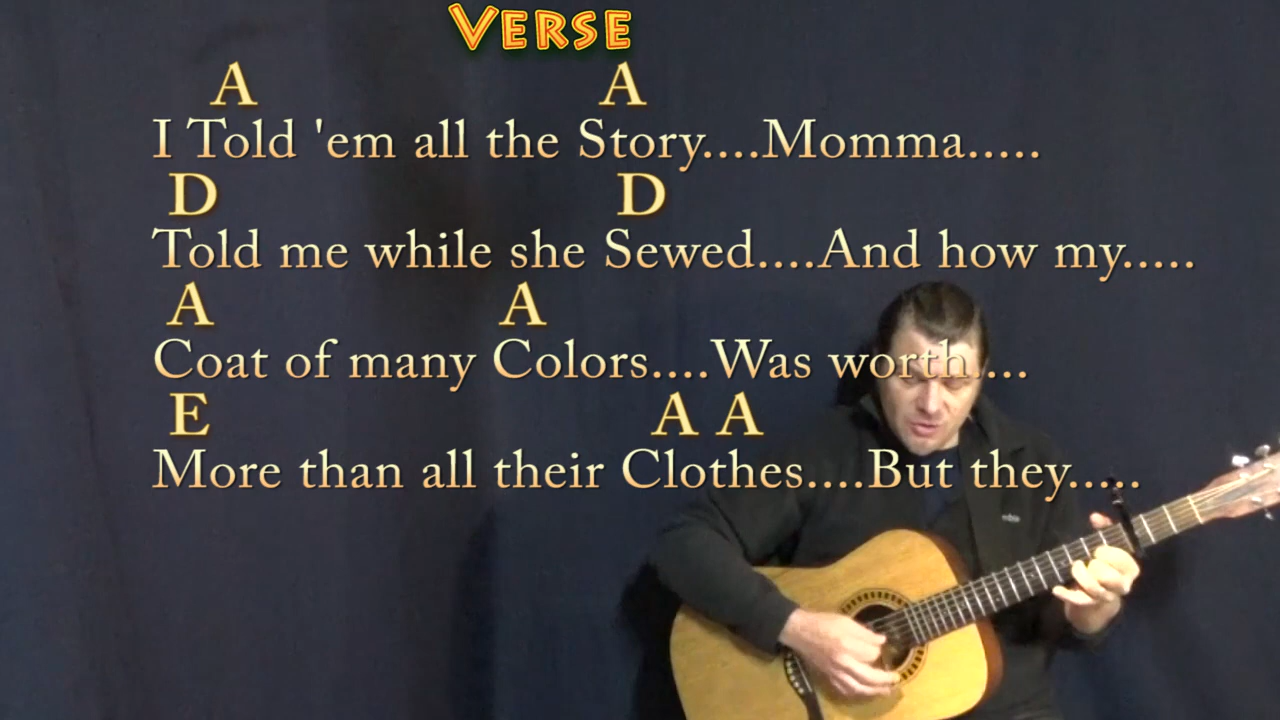 VERSE
A A
I Told 'em all the Story....Momma.....
D D
Told me while she Sewed....And how my.....
A A
Coat of many Colors....Was worth....
E A A
More than all their Clothes....But they.....